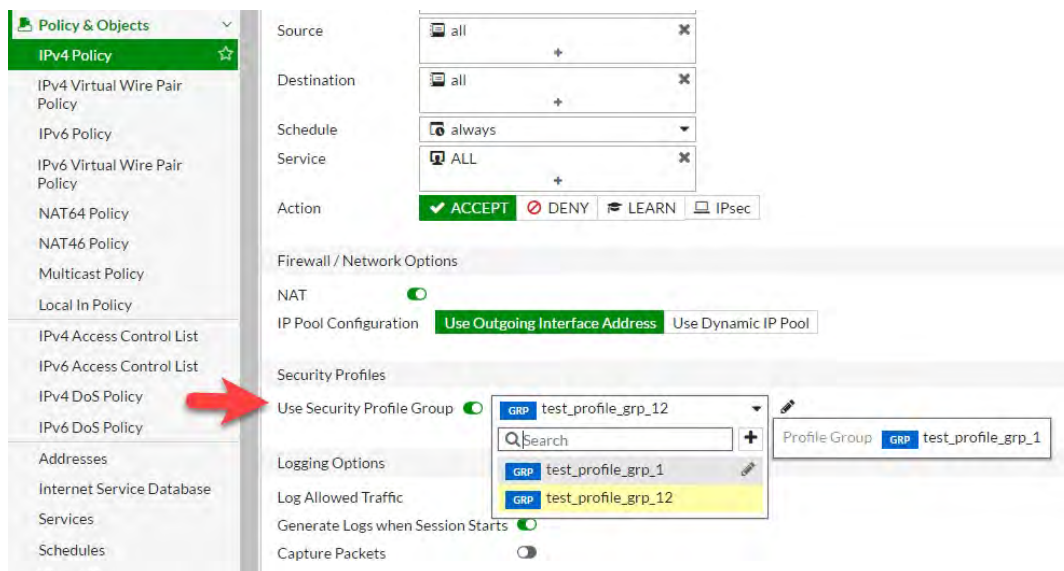 Policy & Objects
IPv4 Policy
IPv4 Virtual Wire Pair
Policy
IPv6 Policy
IPv6 Virtual Wire Pair
Policy
NAT64 Policy
NAT46 Policy
Multicast Policy
Local In Policy
IPv4 Access Control List
IPv6 Access Control List
IPv4 DoS Policy
IPv6 DoS Policy
Addresses
Internet Service Database
Services
Schedules
Source all
Destination all
Schedule always
Service ALL
Action ACCEPT DENY LEARN IPsec
Firewall / Network Options
NAT
IP Pool Configuration Use Outgoing Interface Address Use Dynamic IP Pool
Security Profiles
Use Security Profile Group GRP test_profile_grp_12
Search
Profile Group GRP test_profile_grp_1
GRP test_profile_grp_1
GRP test_profile_grp_12
Logging Options
Log Allowed Traffic
Generate Logs when Session Starts
Capture Packets